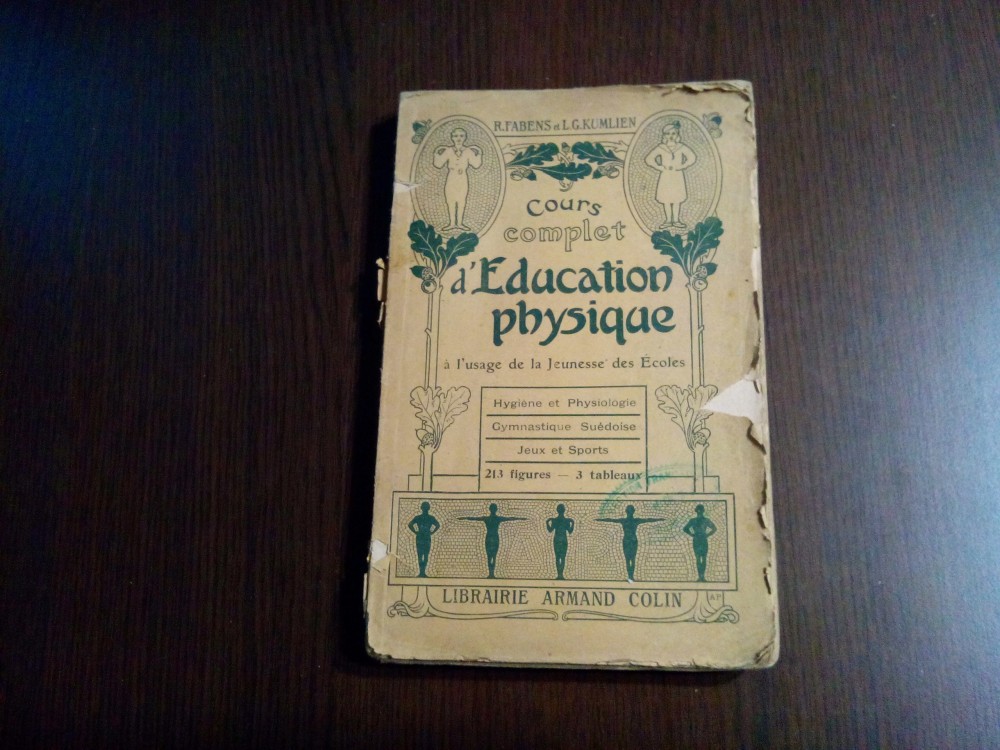 R. FABENS et L. G. KUMLIEN
Cours
complet
d'Education
physique
à l'usage de la Jeunesse des Écoles
Hygiène et Physiologie
Gymnastique Suédoise
Jeux et Sports
213 figures — 3 tableaux
LIBRAIRIE ARMAND COLIN